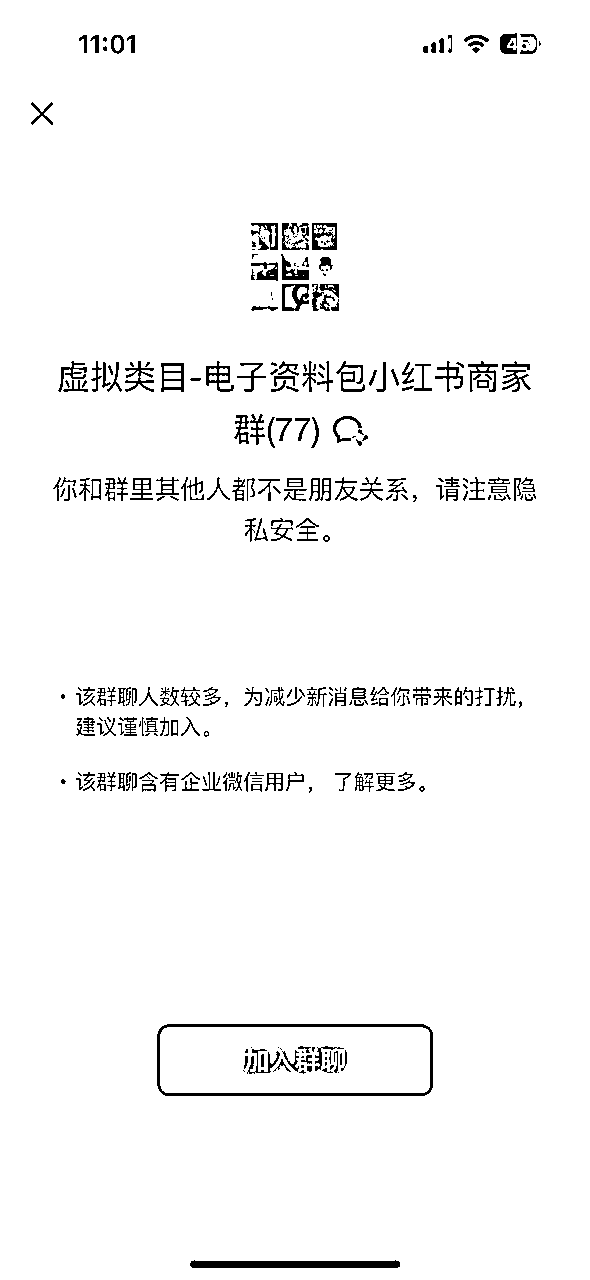 11:01
虚拟类目-电子资料包小红书商家
群(77)
你和群里其他人都不是朋友关系，请注意隐
私安全。
·该群聊人数较多，为减少新消息给你带来的打扰，
建议谨慎加入。
·该群聊含有企业微信用户， 了解更多。
加入群聊